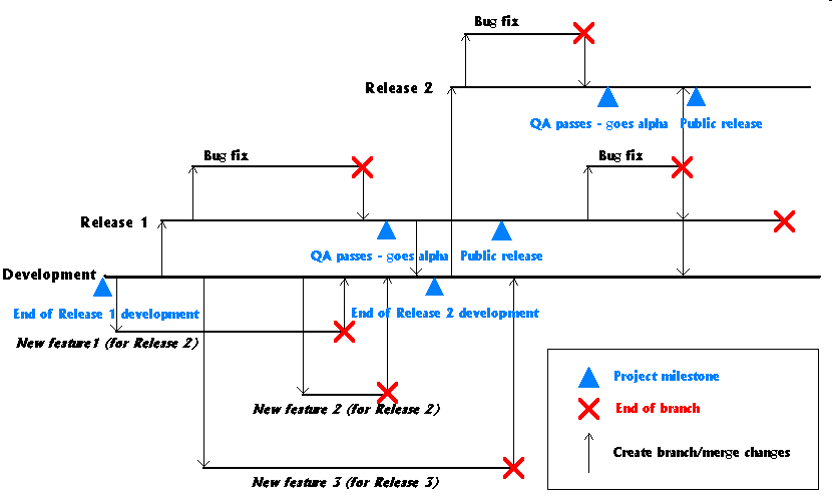 Bug fix
Release 2
QA passes - goes alpha Public release
Bug fix
Bug fix
Release 1
QA passes - goes alpha Public release
Development
End of Release 1 development
End of Release 2 development
New feature1 (for Release 2)
New feature 2 (for Release 2)
New feature 3 (for Release 3)
Project milestone
End of branch
Create branch/merge changes